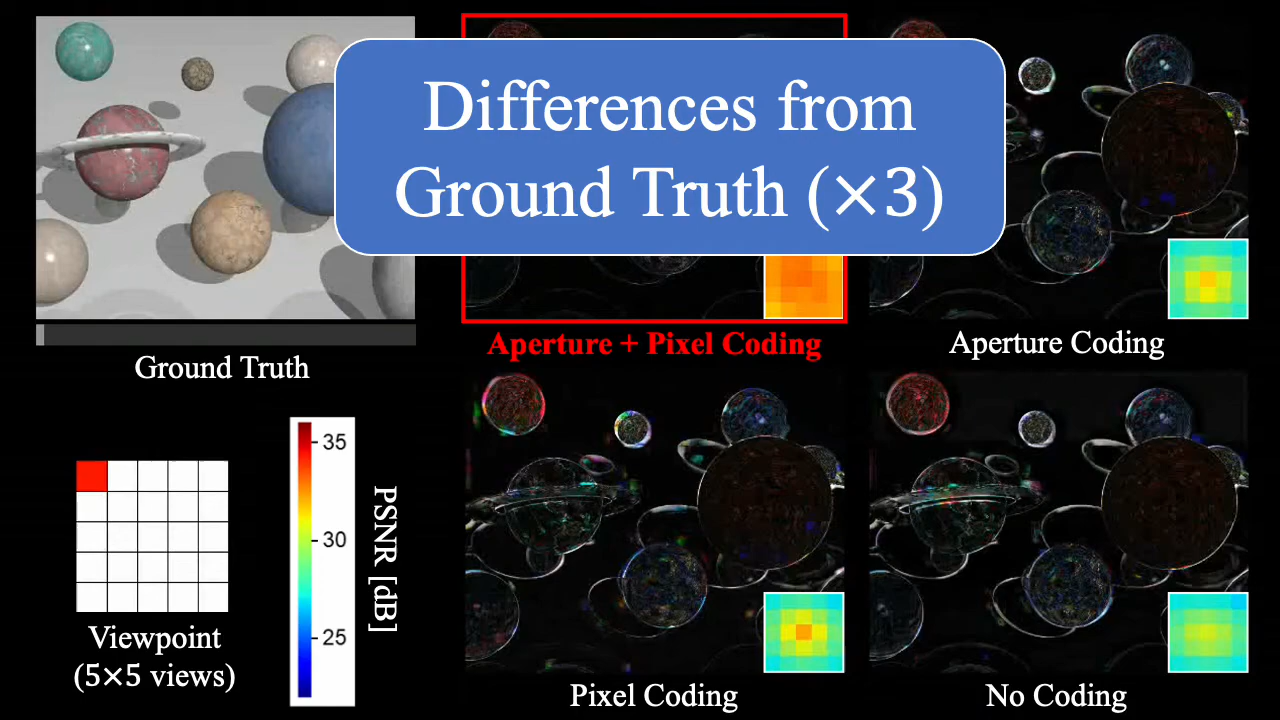 Differences from
Ground Truth (×3)
Ground Truth
Aperture + Pixel Coding
Aperture Coding
35
30
25
PSNR [dB]
Viewpoint
(5×5 views)
Pixel Coding
No Coding